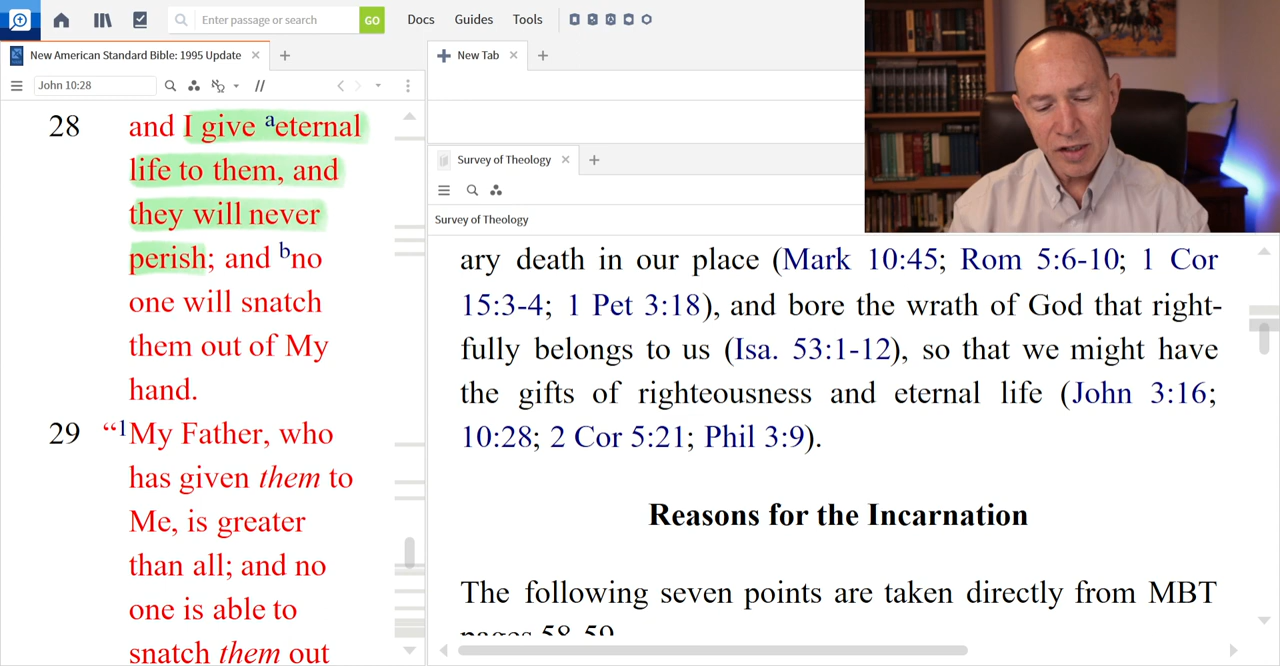 Enter passage or search
GO
Docs
Guides
Tools
New American Standard Bible: 1995 Update
John 10:28
28 and I give aeternal
life to them, and
they will never
perish; and bno
one will snatch
them out of My
hand.
29 “1My Father, who
has given them to
Me, is greater
than all; and no
one is able to
snatch them out
New Tab
Survey of Theology
Survey of Theology
ary death in our place (Mark 10:45; Rom 5:6-10; 1 Cor
15:3-4; 1 Pet 3:18), and bore the wrath of God that right-
fully belongs to us (Isa. 53:1-12), so that we might have
the gifts of righteousness and eternal life (John 3:16;
10:28; 2 Cor 5:21; Phil 3:9).
Reasons for the Incarnation
The following seven points are taken directly from MBT
pages 58-59